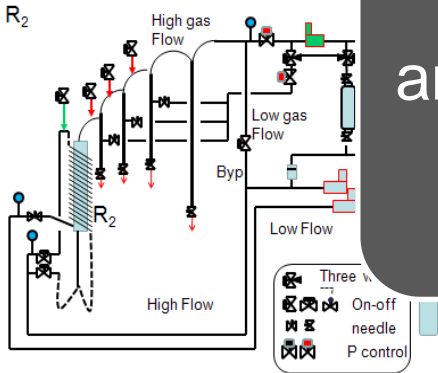 R2
High gas
Flow
ar
Low gas
Flow
Byp
R2
Low Flow
High Flow
Three
On-off
needle
P control